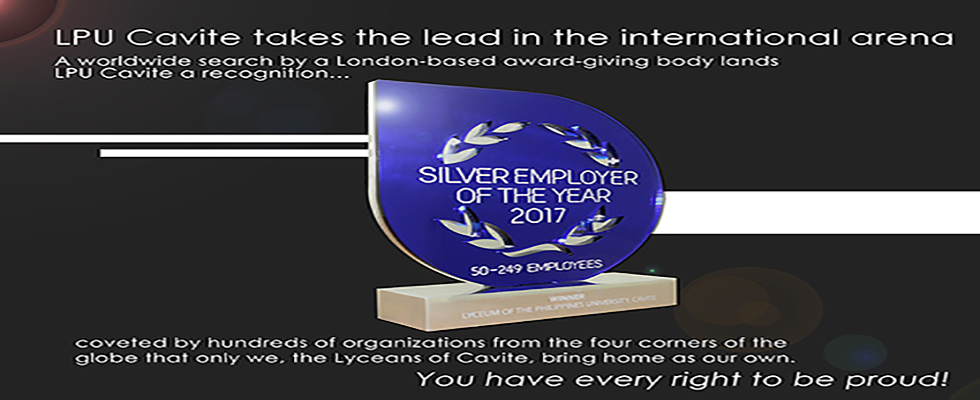 LPU Cavite takes the lead in the international arena
A worldwide search by a London-based award-giving body lands
LPU Cavite a recognition...
SILVER EMPLOYER
OF THE YEAR
2017
50-249 EMPLOYEES
WINNER
LYCEUM OF THE PHILIPPINES UNIVERSITY, CAVITE
coveted by hundreds of organizations from the four corners of the
globe that only we, the Lyceans of Cavite, bring home as our own.
You have every right to be proud!